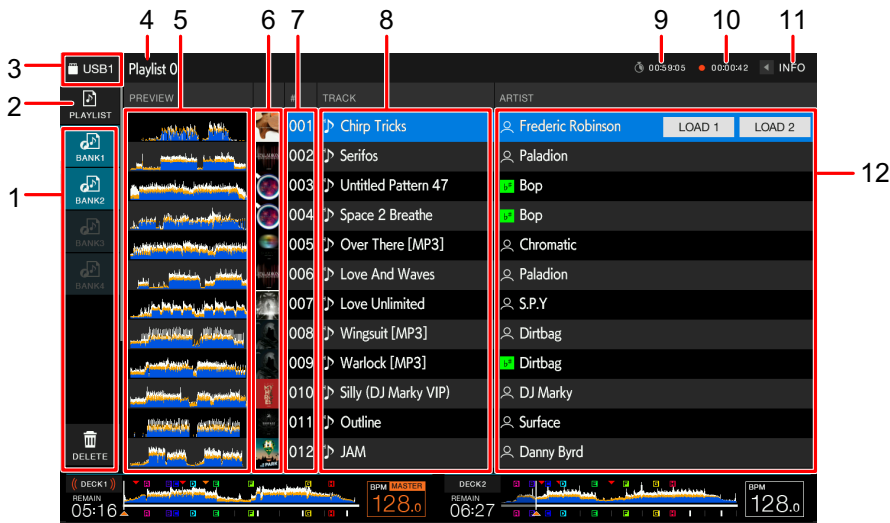 4 5 6 7 8 9 10 11
3 USB1 Playlist 0 00:59:05 00:00:42 INFO
2 PLAYLIST PREVIEW # TRACK ARTIST
001 Chirp Tricks Frederic Robinson LOAD 1 LOAD 2
BANK1 002 Serifos Paladion
1 BANK2 003 Untitled Pattern 47 Bop 12
004 Space 2 Breathe Bop
BANK3 005 Over There [MP3] Chromatic
BANK4 006 Love And Waves Paladion
007 Love Unlimited S.P.Y
008 Wingsuit [MP3] Dirtbag
009 Warlock [MP3] Dirtbag
010 Silly (DJ Marky VIP) DJ Marky
011 Outline Surface
DELETE 012 JAM Danny Byrd
DECK1 BPM MASTER DECK2 BPM
REMAIN 128.0 REMAIN 128.0
05:16 06:27